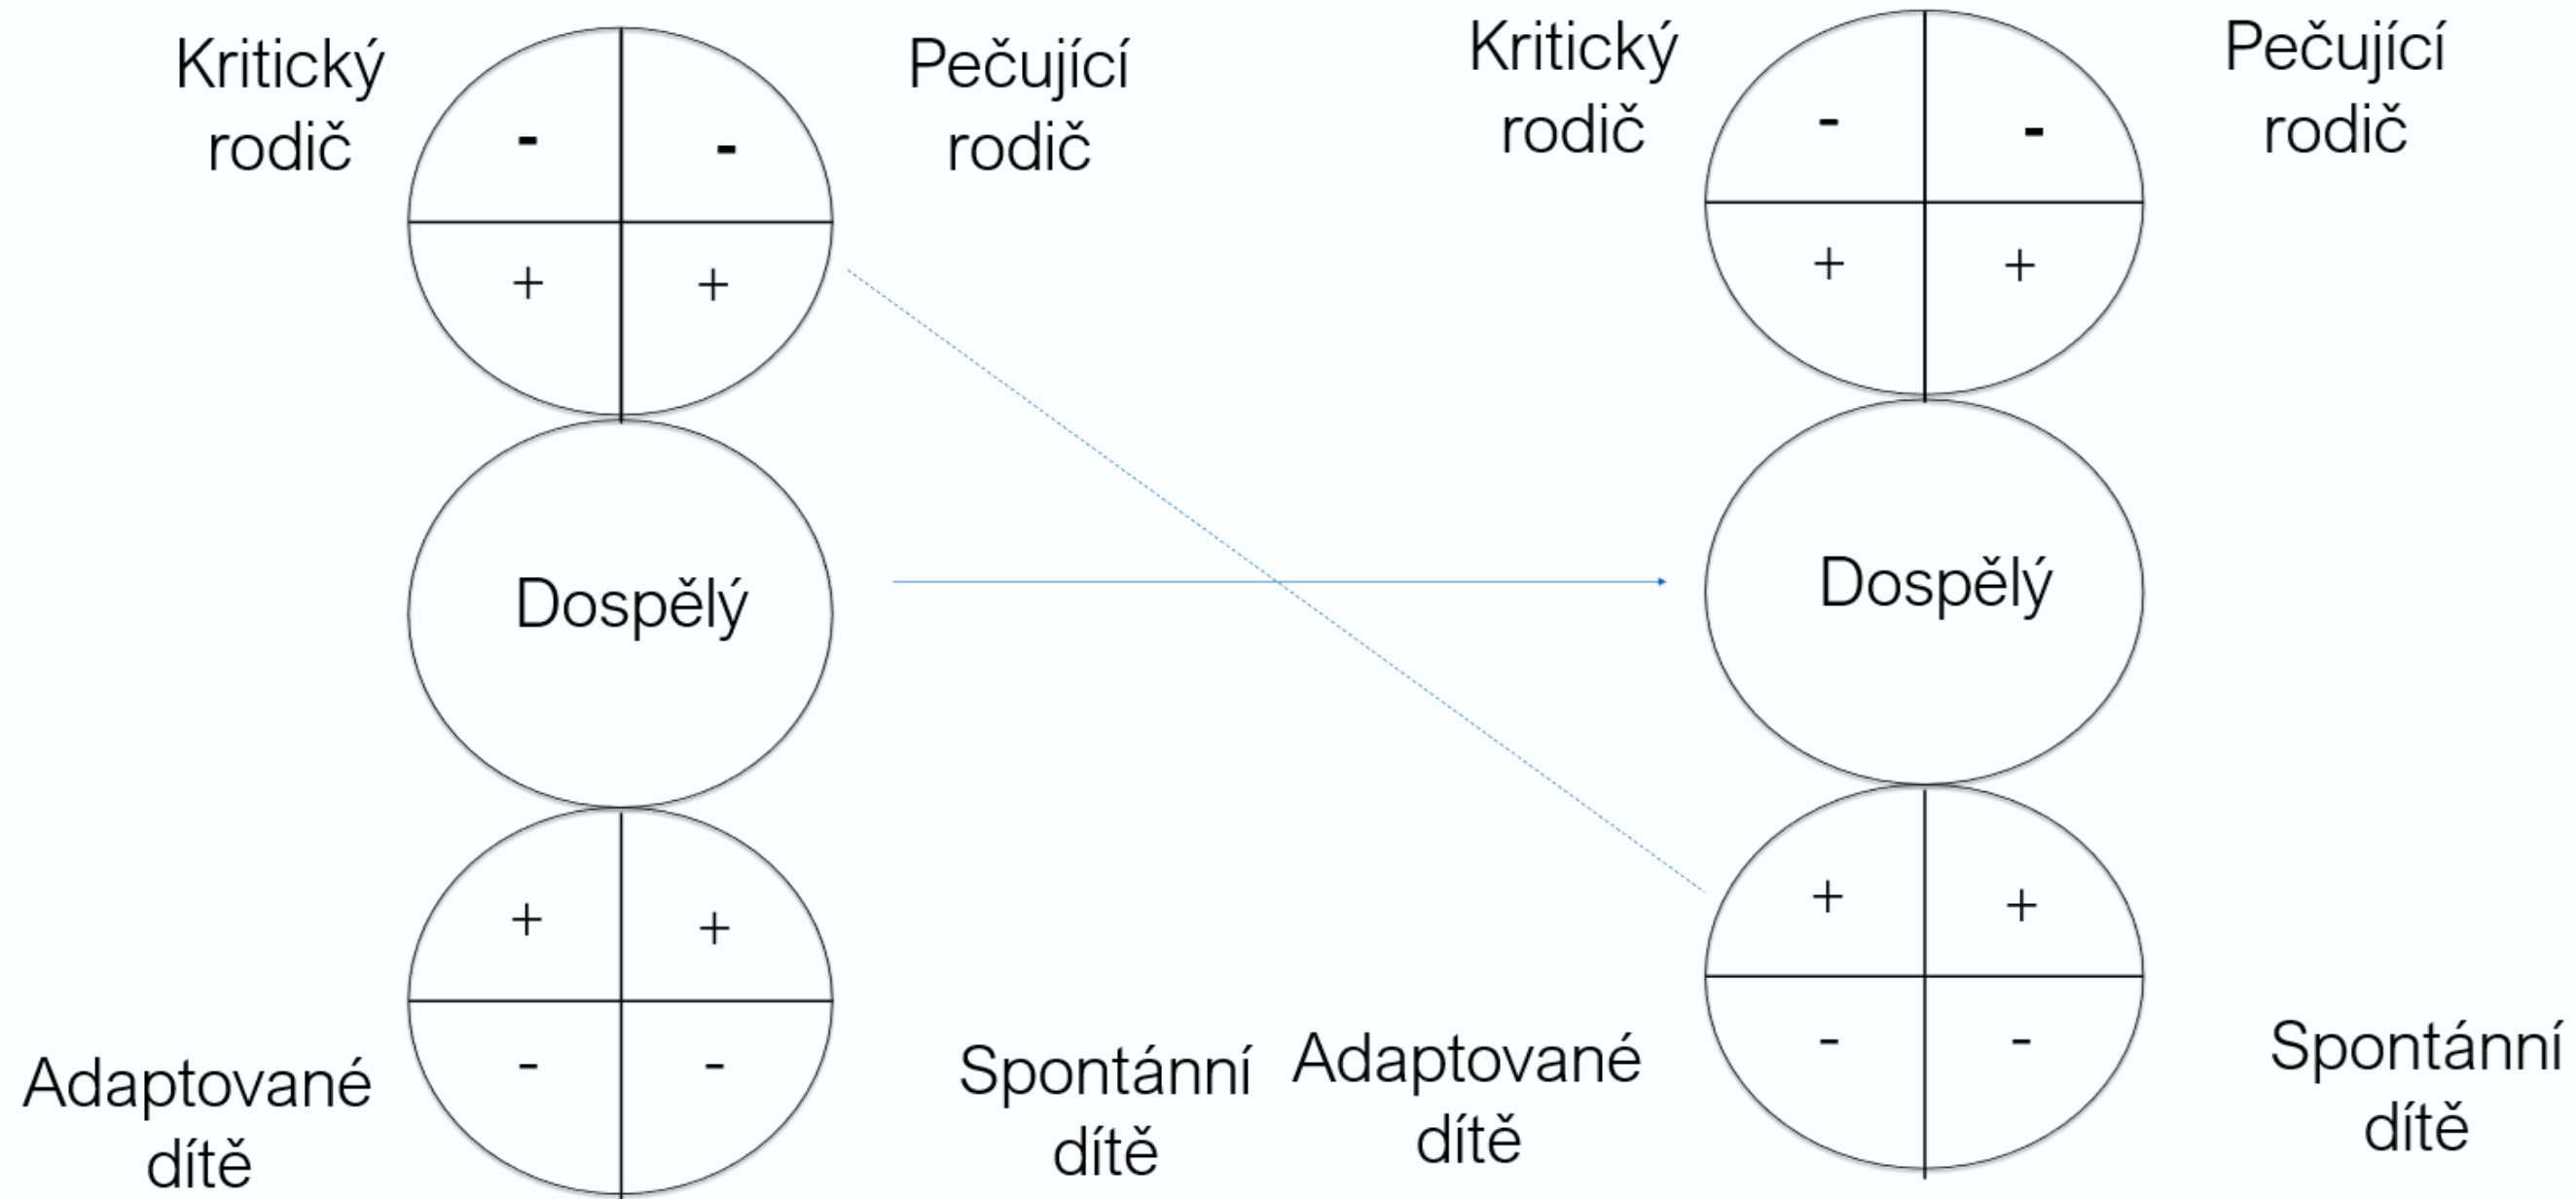 Kritický
rodič
Pečující
rodič
-
-
+
+
Dospělý
+
+
-
-
Adaptované
dítě
Spontánní
dítě
Kritický
rodič
Pečující
rodič
-
-
+
+
Dospělý
+
+
-
-
Adaptované
dítě
Spontánní
dítě